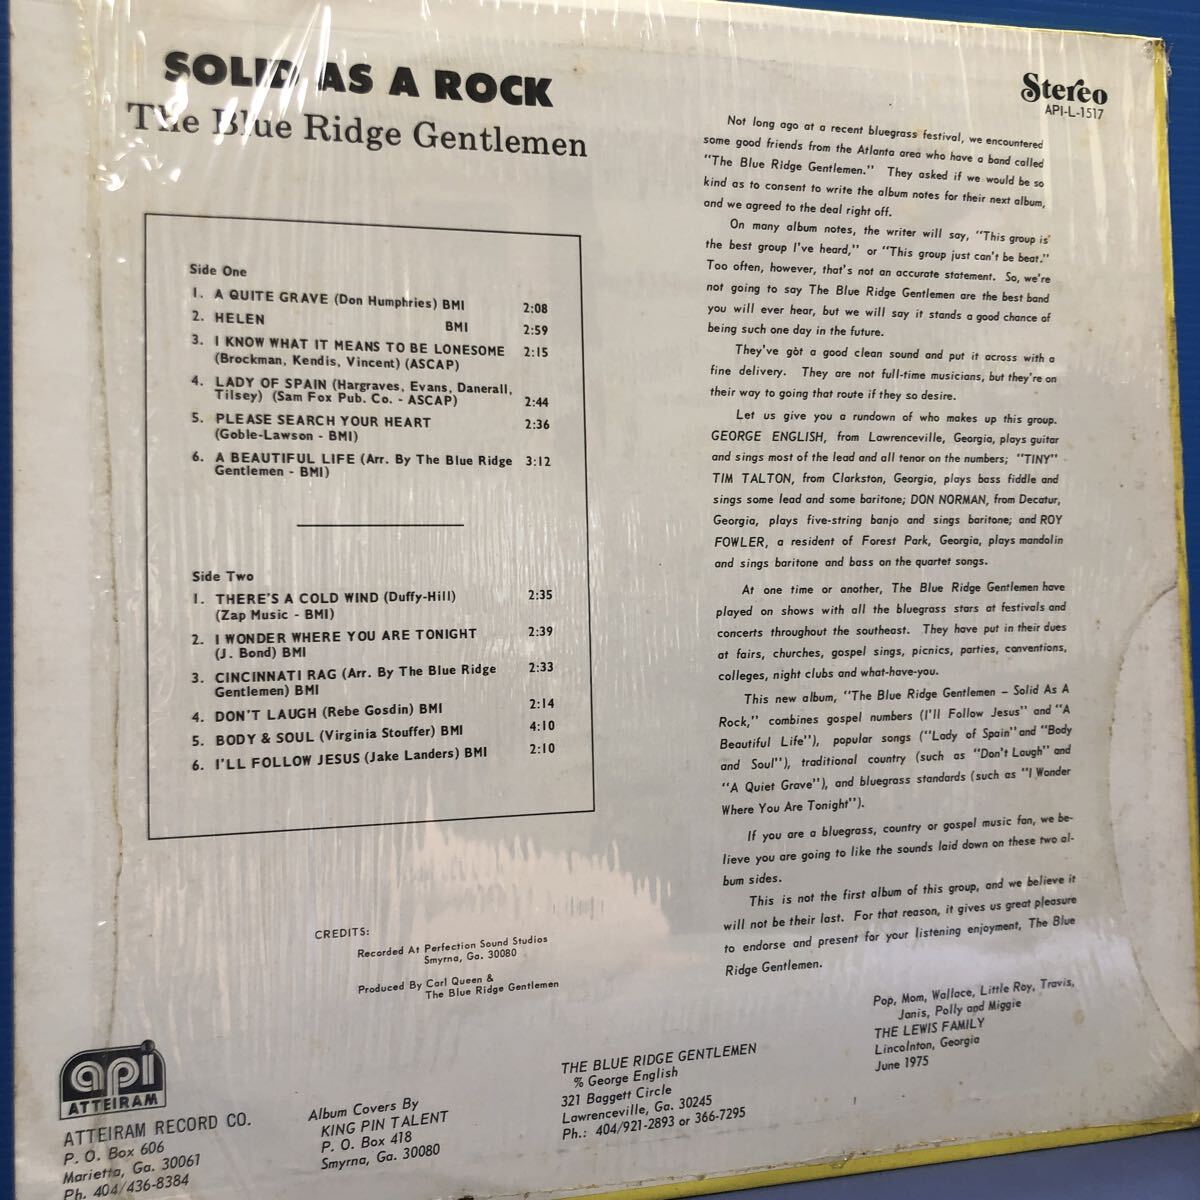 SOLID AS A ROCK
The Blue Ridge Gentlemen
Stereo
API-L-1517
Side One
1. A QUITE GRAVE (Don Humphries) BMI 2:08
2. HELEN BMI 2:59
3. I KNOW WHAT IT MEANS TO BE LONESOME 2:15
(Brockman, Kendis, Vincent) (ASCAP)
4. LADY OF SPAIN (Hargraves, Evans, Danerall,
Tilsey) (Sam Fox Pub. Co. - ASCAP) 2:44
5. PLEASE SEARCH YOUR HEART 2:36
(Goble-Lawson - BMI)
6. A BEAUTIFUL LIFE (Arr. By The Blue Ridge 3:12
Gentlemen - BMI)
Side Two
1. THERE'S A COLD WIND (Duffy-Hill) 2:35
(Zap Music - BMI)
2. I WONDER WHERE YOU ARE TONIGHT 2:39
(J. Bond) BMI
3. CINCINNATI RAG (Arr. By The Blue Ridge 2:33
Gentlemen) BMI
4. DON'T LAUGH (Rebe Gosdin) BMI 2:14
5. BODY & SOUL (Virginia Stouffer) BMI 4:10
6. I'LL FOLLOW JESUS (Jake Landers) BMI 2:10
Not long ago at a recent bluegrass festival, we encountered
some good friends from the Atlanta area who have a band called
"The Blue Ridge Gentlemen." They asked if we would be so
kind as to consent to write the album notes for their next album,
and we agreed to the deal right off.
On many album notes, the writer will say, "This group is
the best group I've heard," or "This group just can't be beat."
Too often, however, that's not an accurate statement. So, we're
not going to say The Blue Ridge Gentlemen are the best band
you will ever hear, but we will say it stands a good chance of
being such one day in the future.
They've got a good clean sound and put it across with a
fine delivery. They are not full-time musicians, but they're on
their way to going that route if they so desire.
Let us give you a rundown of who makes up this group.
GEORGE ENGLISH, from Lawrenceville, Georgia, plays guitar
and sings most of the lead and all tenor on the numbers; "TINY"
TIM TALTON, from Clarkston, Georgia, plays bass fiddle and
sings some lead and some baritone; DON NORMAN, from Decatur,
Georgia, plays five-string banjo and sings baritone; and ROY
FOWLER, a resident of Forest Park, Georgia, plays mandolin
and sings baritone and bass on the quartet songs.
At one time or another, The Blue Ridge Gentlemen have
played on shows with all the bluegrass stars at festivals and
concerts throughout the southeast. They have put in their dues
at fairs, churches, gospel sings, picnics, parties, conventions,
colleges, night clubs and what-have-you.
This new album, "The Blue Ridge Gentlemen – Solid As A
Rock," combines gospel numbers (I'll Follow Jesus" and "A
Beautiful Life"), popular songs ("Lady of Spain" and "Body
and Soul"), traditional country (such as "Don't Laugh" and
"A Quiet Grave"), and bluegrass standards (such as "I Wonder
Where You Are Tonight").
If you are a bluegrass, country or gospel music fan, we be-
lieve you are going to like the sounds laid down on these two al-
bum sides.
This is not the first album of this group, and we believe it
will not be their last. For that reason, it gives us great pleasure
to endorse and present for your listening enjoyment, The Blue
Ridge Gentlemen.
Pop, Mom, Wallace, Little Roy, Travis,
Janis, Polly and Miggie
THE LEWIS FAMILY
Lincolnton, Georgia
June 1975
CREDITS:
Recorded At Perfection Sound Studios
Smyrna, Ga. 30080
Produced By Carl Queen &
The Blue Ridge Gentlemen
api
ATTEIRAM
ATTEIRAM RECORD CO.
P. O. Box 606
Marietta, Ga. 30061
Ph. 404/436-8384
Album Covers By
KING PIN TALENT
P. O. Box 418
Smyrna, Ga. 30080
THE BLUE RIDGE GENTLEMEN
% George English
321 Baggett Circle
Lawrenceville, Ga. 30245
Ph.: 404/921-2893 or 366-7295